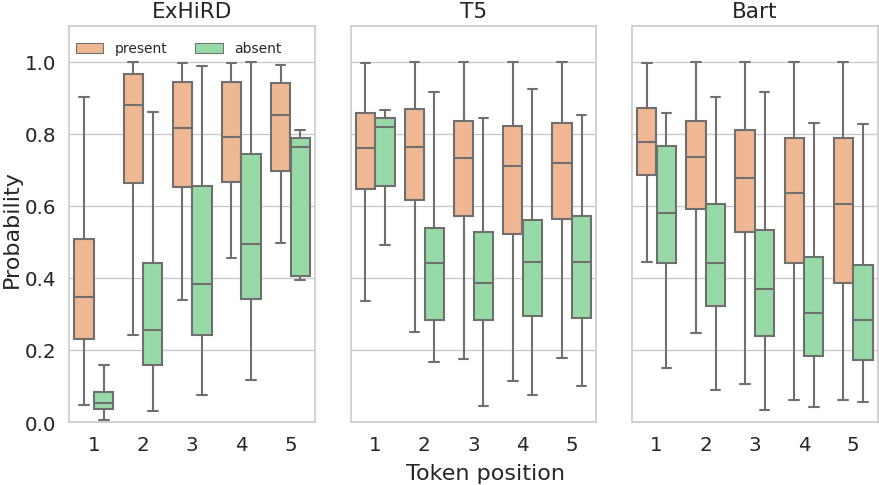 ExHiRD T5 Bart
present absent
1.0
0.8
0.6
0.4
0.2
0.0
Probability
1 2 3 4 5 1 2 3 4 5 1 2 3 4 5
Token position